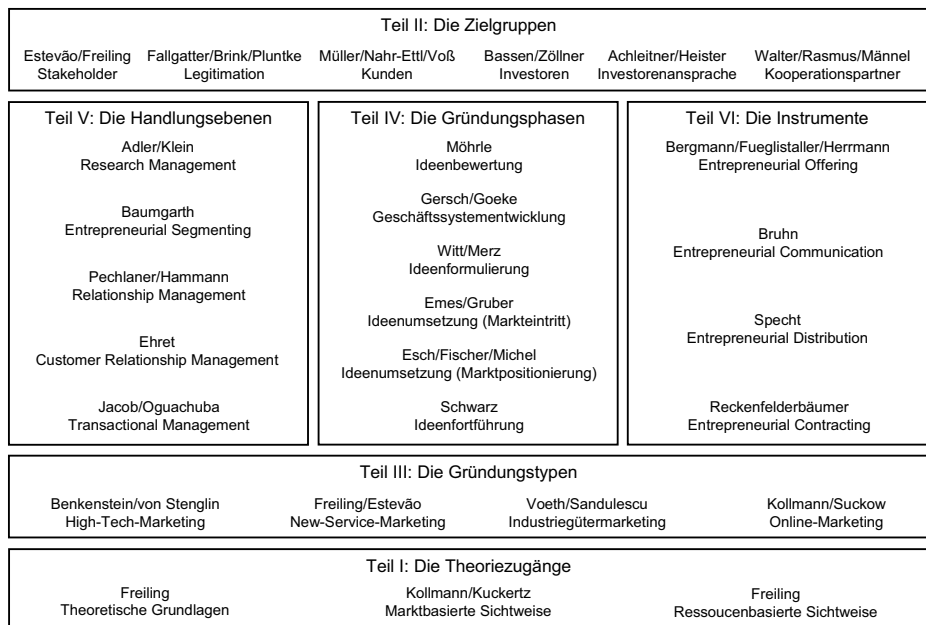 Teil II: Die Zielgruppen
Estevão/Freiling Fallgatter/Brink/Pluntke Müller/Nahr-Ettl/Voß Bassen/Zöllner Achleitner/Heister Walter/Rasmus/Männel
Stakeholder Legitimation Kunden Investoren Investorenansprache Kooperationspartner
Teil V: Die Handlungsebenen
Adler/Klein
Research Management
Baumgarth
Entrepreneurial Segmenting
Pechlaner/Hammann
Relationship Management
Ehret
Customer Relationship Management
Jacob/Oguachuba
Transactional Management
Teil IV: Die Gründungsphasen
Möhrle
Ideenbewertung
Gersch/Goeke
Geschäftssystementwicklung
Witt/Merz
Ideenformulierung
Emes/Gruber
Ideenumsetzung (Markteintritt)
Esch/Fischer/Michel
Ideenumsetzung (Marktpositionierung)
Schwarz
Ideenfortführung
Teil VI: Die Instrumente
Bergmann/Fueglistaller/Herrmann
Entrepreneurial Offering
Bruhn
Entrepreneurial Communication
Specht
Entrepreneurial Distribution
Reckenfelderbäumer
Entrepreneurial Contracting
Teil III: Die Gründungstypen
Benkenstein/von Stenglin Freiling/Estevão Voeth/Sandulescu Kollmann/Suckow
High-Tech-Marketing New-Service-Marketing Industriegütermarketing Online-Marketing
Teil I: Die Theoriezugänge
Freiling Kollmann/Kuckertz Freiling
Theoretische Grundlagen Marktbasierte Sichtweise Ressoucenbasierte Sichtweise